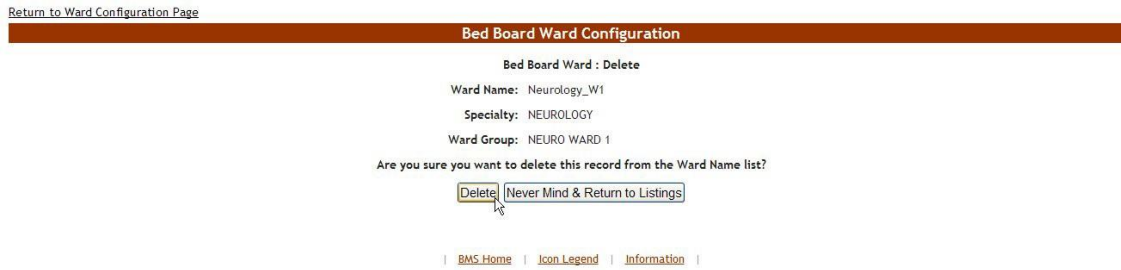 Return to Ward Configuration Page
Bed Board Ward Configuration
Bed Board Ward : Delete
Ward Name: Neurology_W1
Specialty: NEUROLOGY
Ward Group: NEURO WARD 1
Are you sure you want to delete this record from the Ward Name list?
Delete Never Mind & Return to Listings
| BMS Home | Icon Legend | Information |